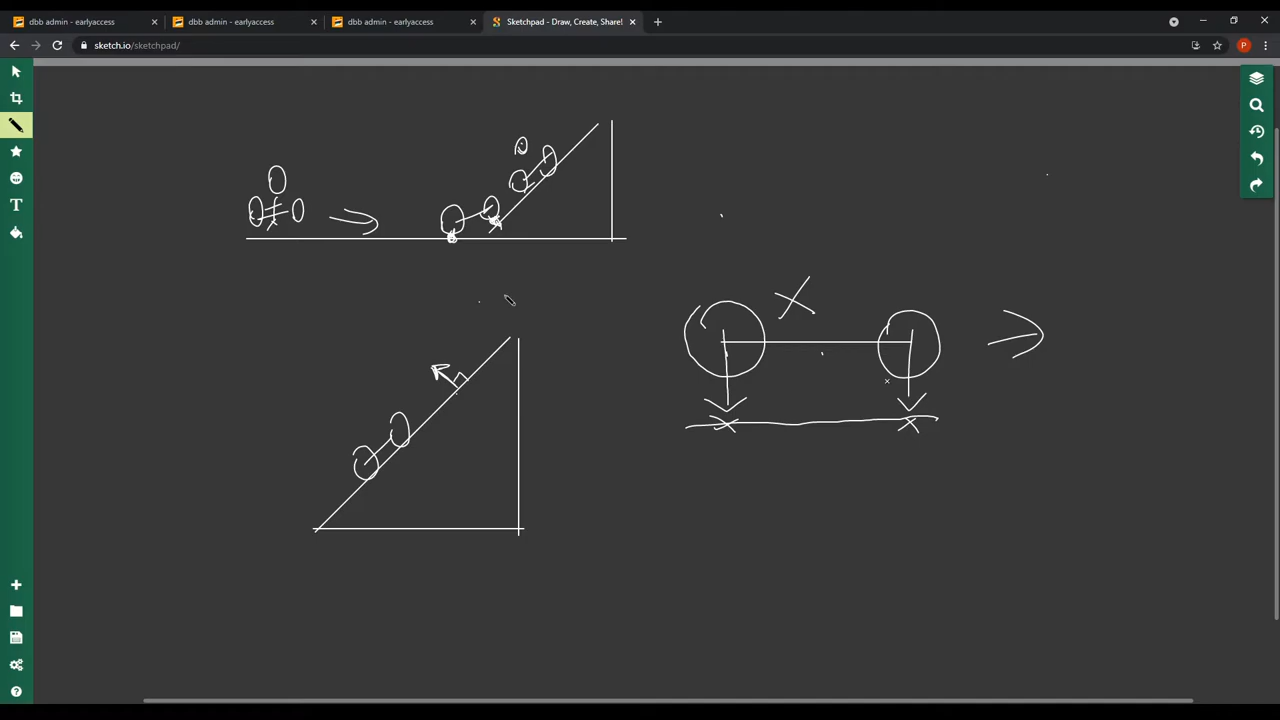 dbb admin - earlyaccess
dbb admin - earlyaccess
dbb admin - earlyaccess
Sketchpad - Draw, Create, Share!
sketch.io/sketchpad/
P
T